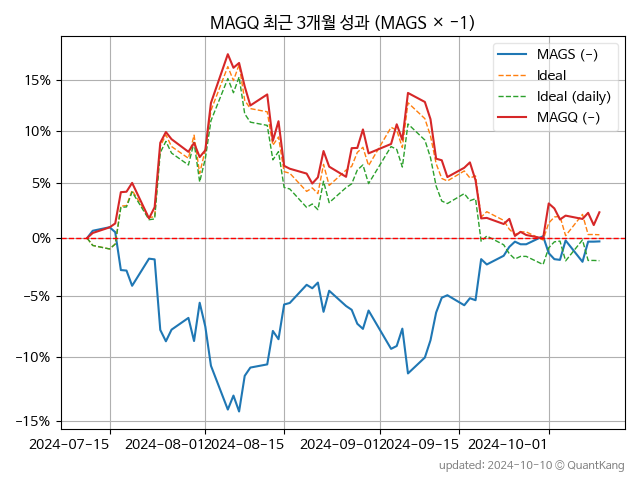 MAGQ 최근 3개월 성과 (MAGS × −1)
MAGS (-)
Ideal
Ideal (daily)
MAGQ (-)
15%
10%
5%
0%
−5%
−10%
−15%
2024-07-15
2024-08-01
2024-08-15
2024-09-01
2024-09-15
2024-10-01
updated: 2024-10-10 © QuantKang